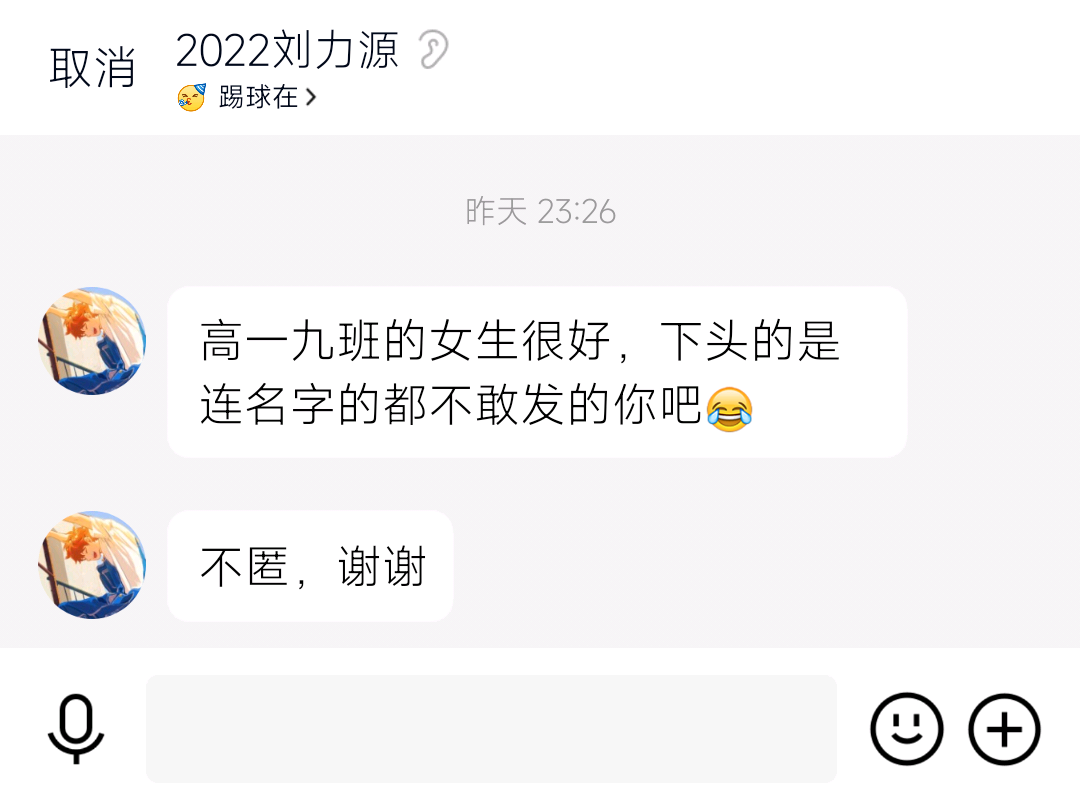 取消
2022刘力源
踢球在
昨天 23:26
高一九班的女生很好，下头的是
连名字的都不敢发的你吧😂
不匿，谢谢